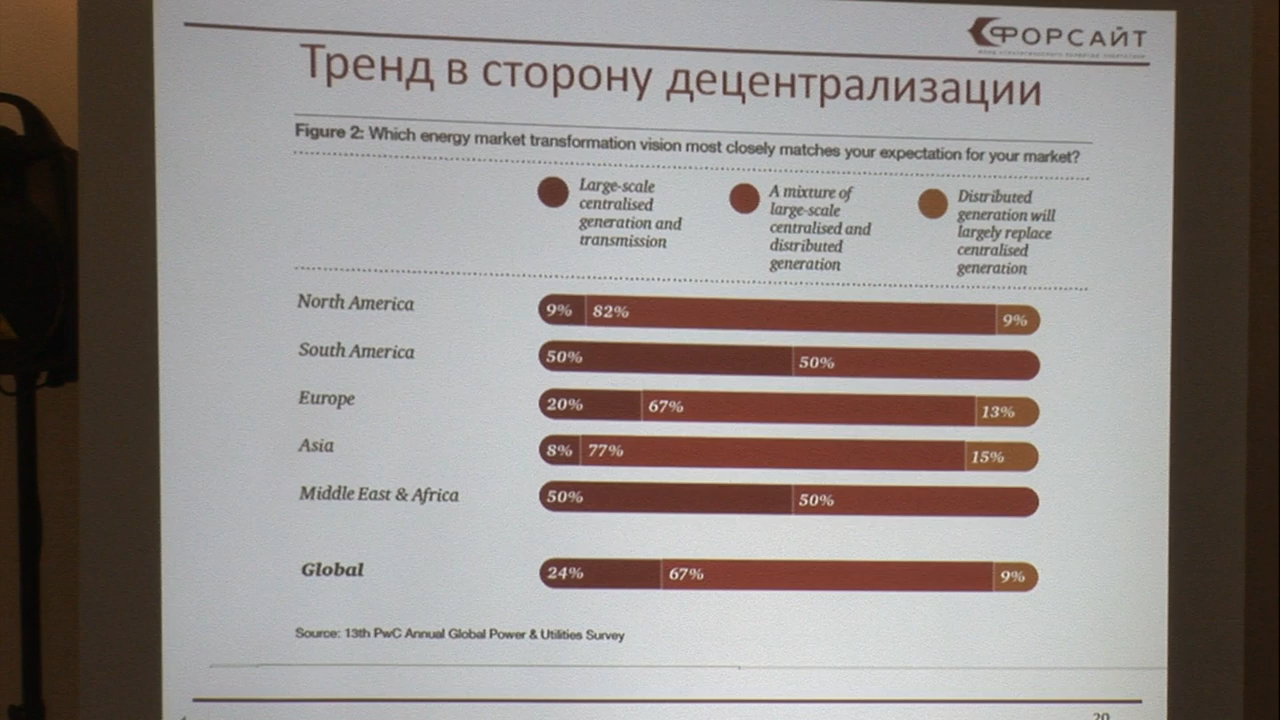 ФОРСАЙТ
Тренд в сторону децентрализации
Figure 2: Which energy market transformation vision most closely matches your expectation for your market?
Large-scale
centralised
generation and
transmission
A mixture of
large-scale
centralised and
distributed
generation
Distributed
generation will
largely replace
centralised
generation
North America 9% 82% 9%
South America 50% 50%
Europe 20% 67% 13%
Asia 8% 77% 15%
Middle East & Africa 50% 50%
Global 24% 67% 9%
Source: 13th PwC Annual Global Power & Utilities Survey
20